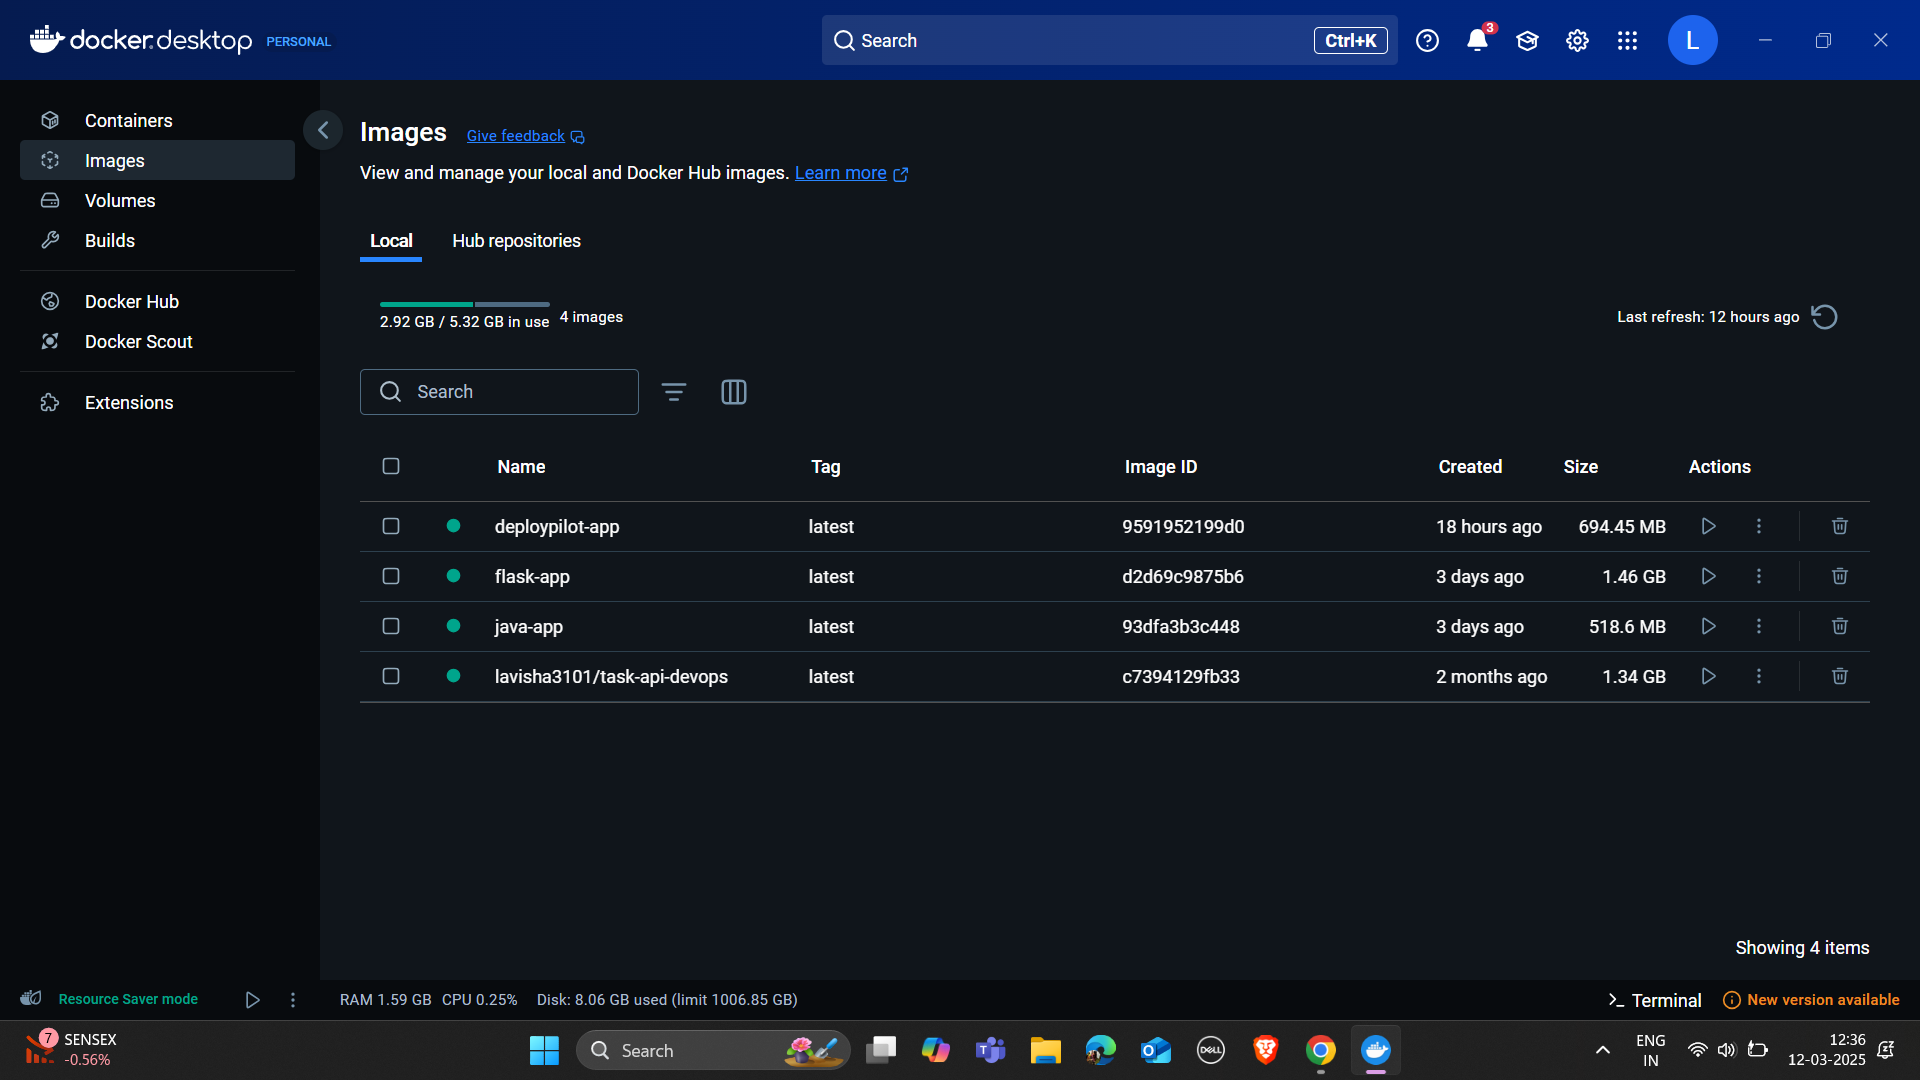 docker.desktop PERSONAL
Search Ctrl+K
3
L
Containers
Images
Volumes
Builds
Docker Hub
Docker Scout
Extensions
Images Give feedback
View and manage your local and Docker Hub images. Learn more
Local Hub repositories
2.92 GB / 5.32 GB in use 4 images
Last refresh: 12 hours ago
Search
Name Tag Image ID Created Size Actions
deploypilot-app latest 9591952199d0 18 hours ago 694.45 MB
flask-app latest d2d69c9875b6 3 days ago 1.46 GB
java-app latest 93dfa3b3c448 3 days ago 518.6 MB
lavisha3101/task-api-devops latest c7394129fb33 2 months ago 1.34 GB
Showing 4 items
Resource Saver mode RAM 1.59 GB CPU 0.25% Disk: 8.06 GB used (limit 1006.85 GB) Terminal New version available
7 SENSEX
-0.56%
Search
DELL
ENG
IN
12:36
12-03-2025